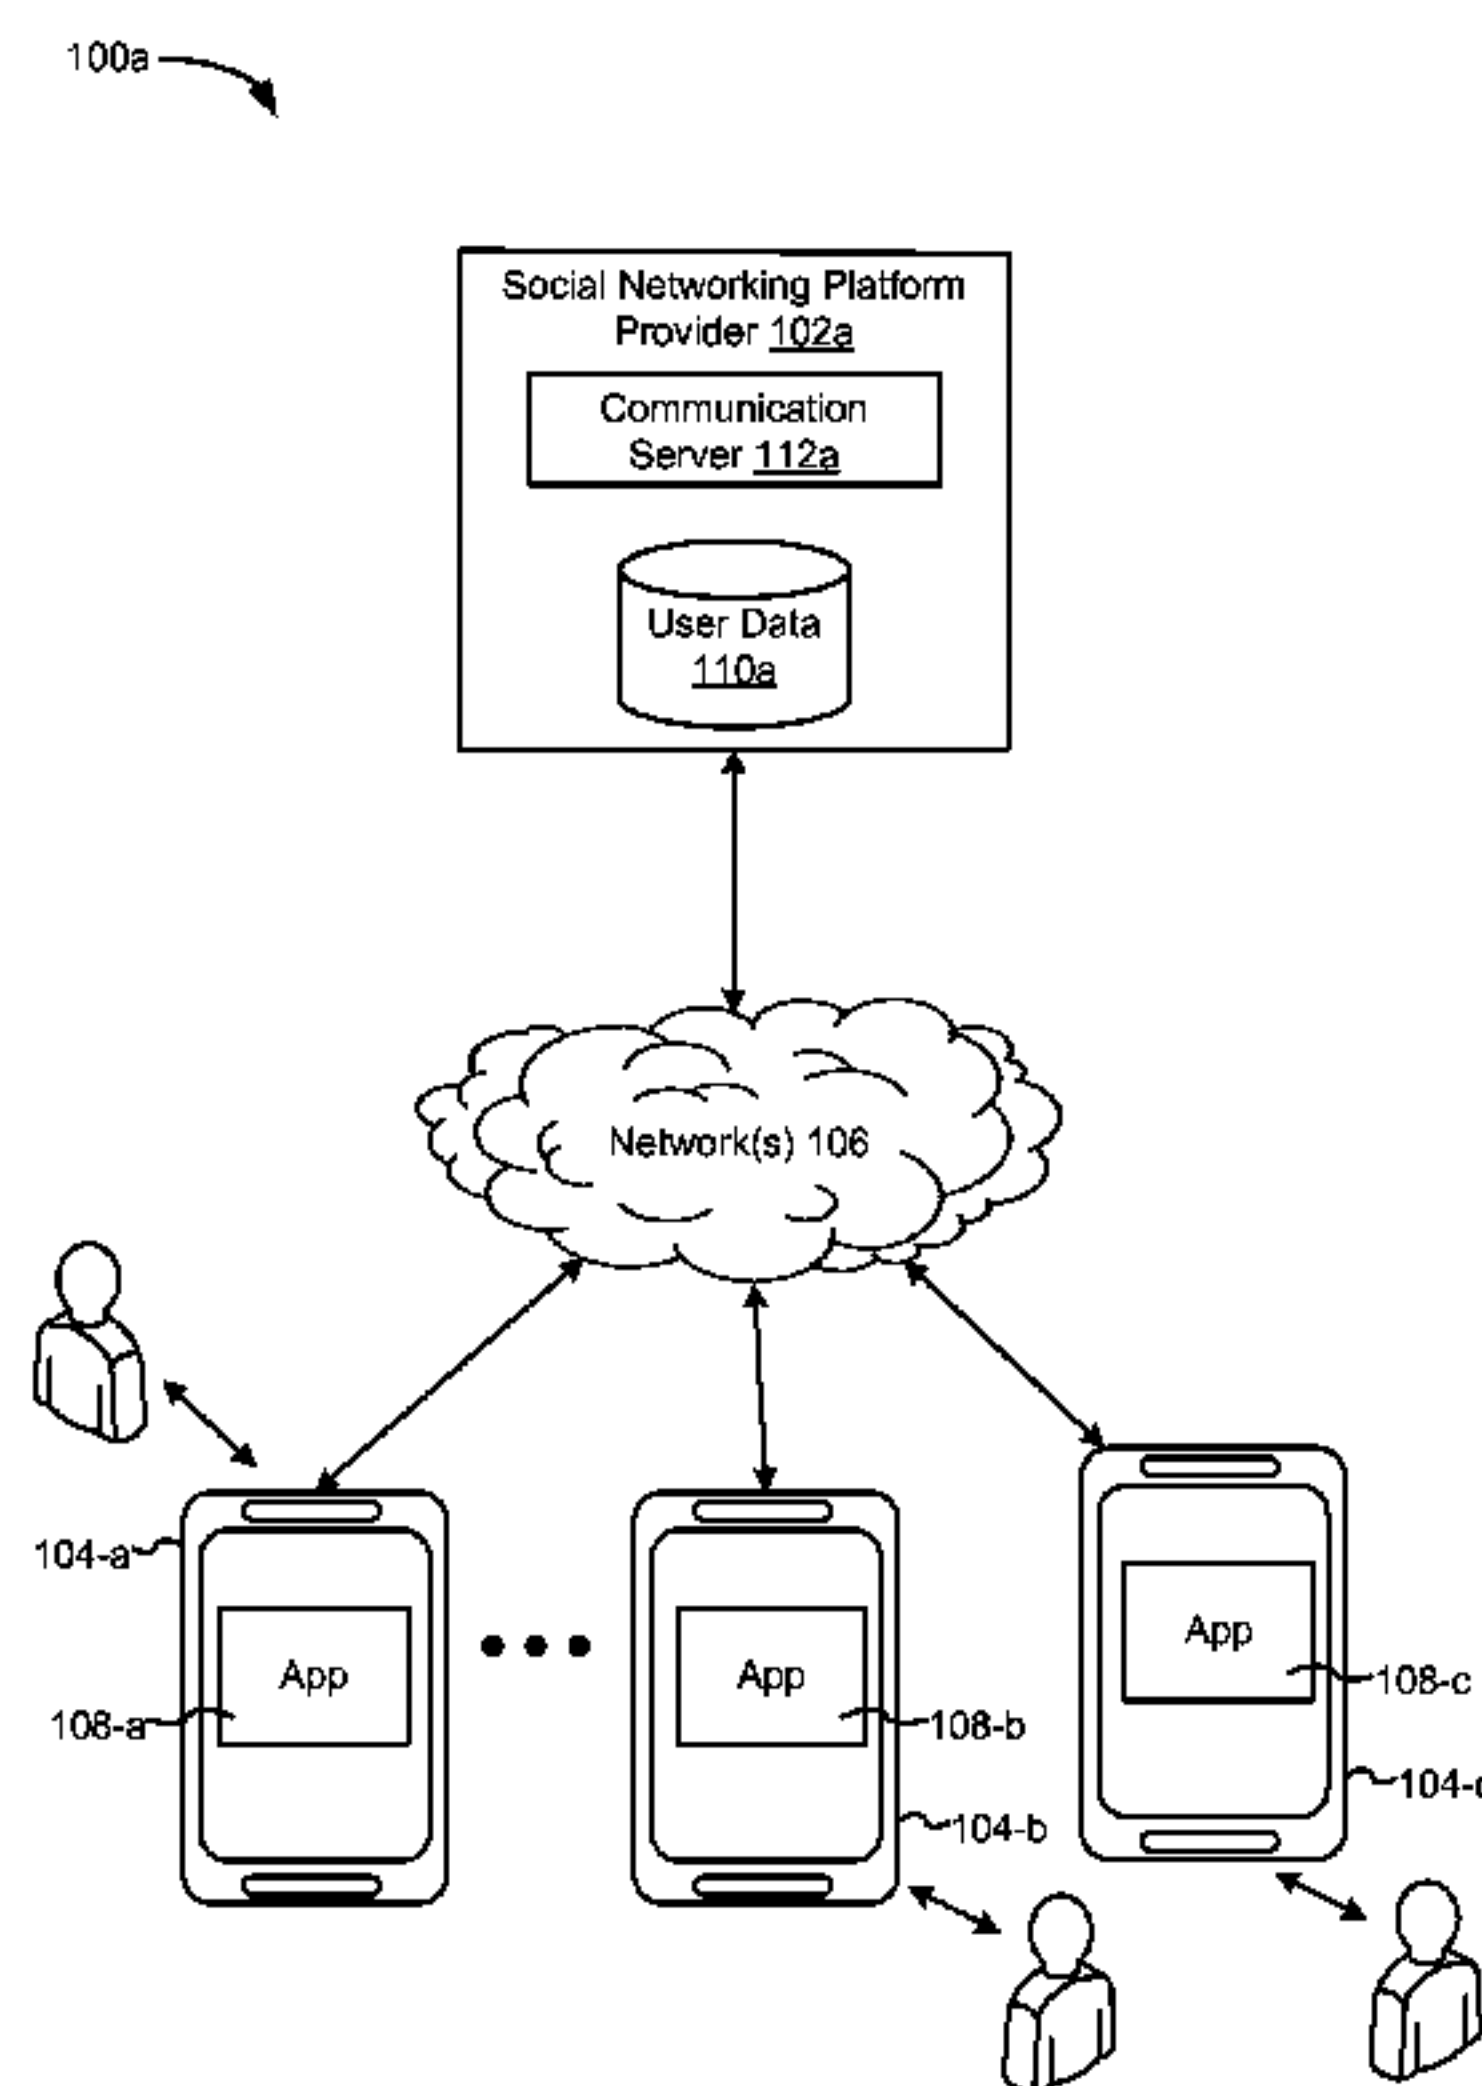 100a
Social Networking Platform
Provider 102a
Communication
Server 112a
User Data
110a
Network(s) 106
104-a
App
108-a
App
108-b
104-b
App
108-c